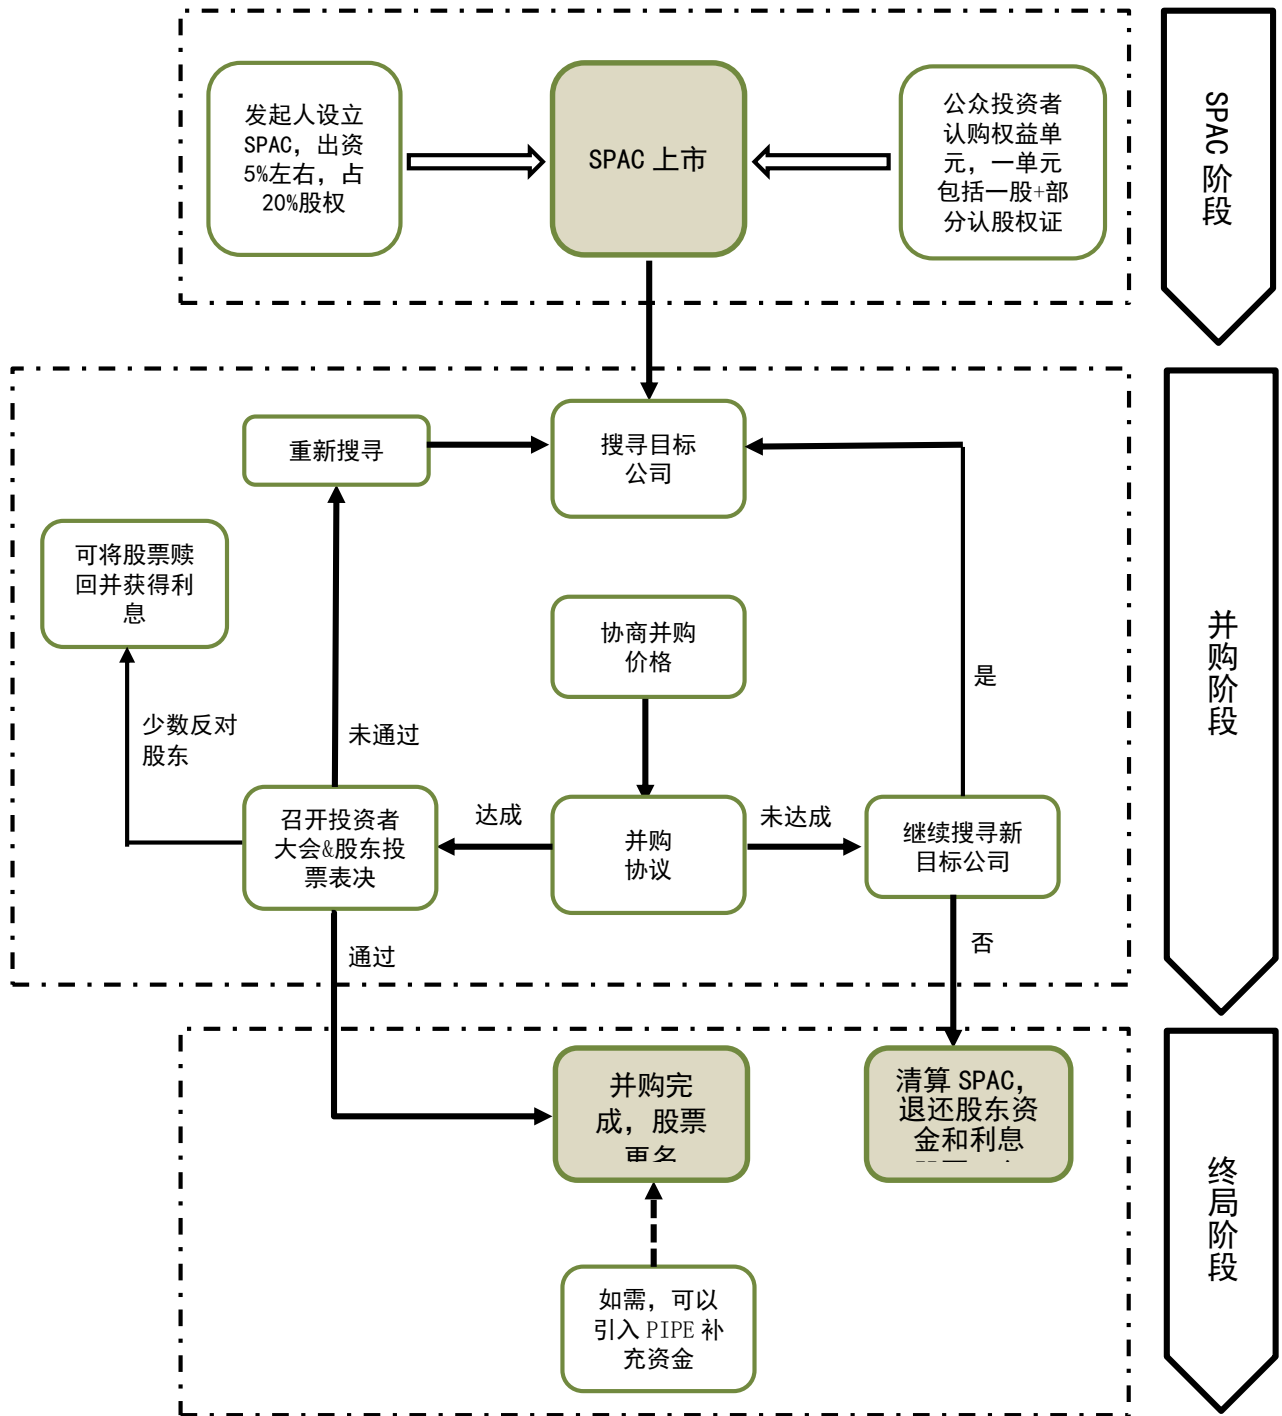 发起人设立
SPAC，出资
5%左右，占
20%股权
SPAC 上市
公众投资者
认购权益单
元，一单元
包括一股+部
分认股权证
SPAC 阶段
重新搜寻
搜寻目标
公司
可将股票赎
回并获得利
息
协商并购
价格
是
少数反对
股东
未通过
召开投资者
大会&股东投
票表决
达成
并购
协议
未达成
继续搜寻新
目标公司
通过
否
并购阶段
并购完
成，股票
更名
清算 SPAC，
退还股东资
金和利息
如需，可以
引入 PIPE 补
充资金
终局阶段